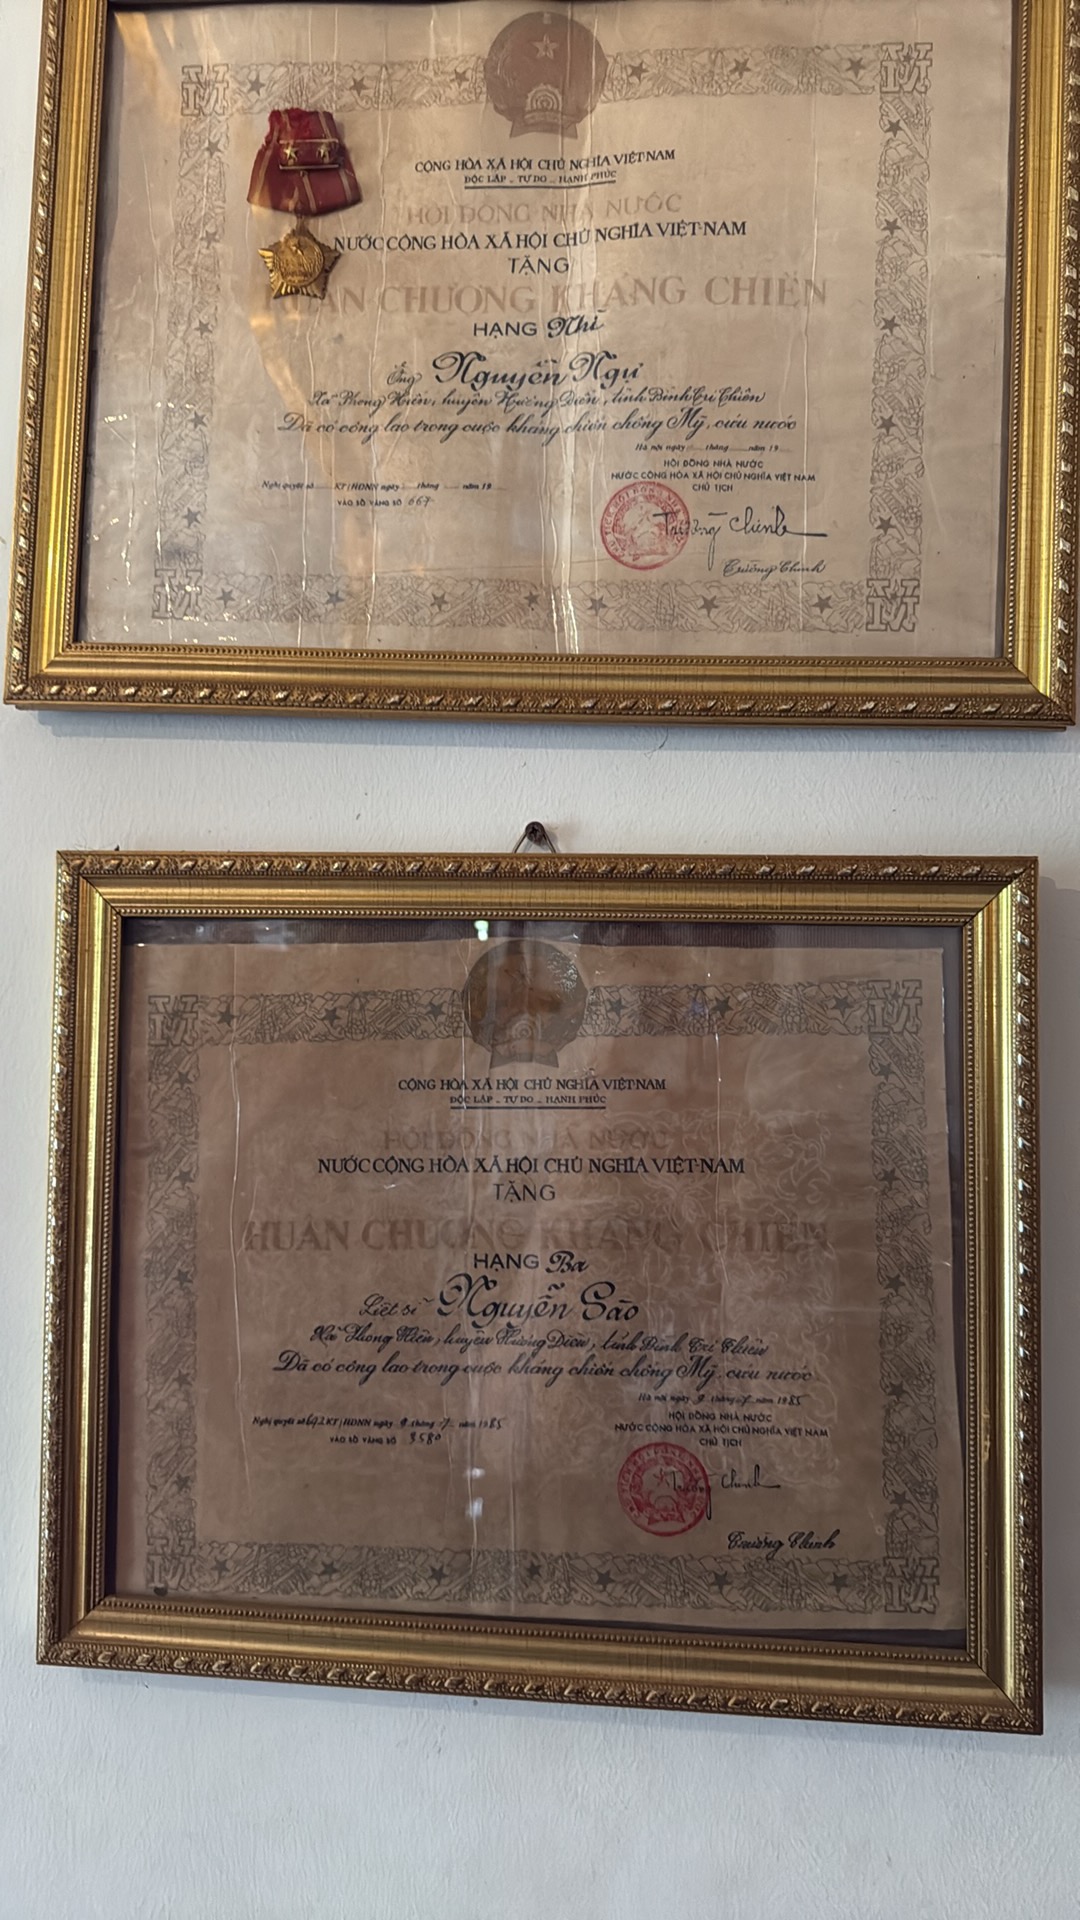 CỘNG HÒA XÃ HỘI CHỦ NGHĨA VIỆT NAM
ĐỘC LẬP - TỰ DO - HẠNH PHÚC
HỘI ĐỒNG NHÀ NƯỚC
NƯỚC CỘNG HÒA XÃ HỘI CHỦ NGHĨA VIỆT NAM
TẶNG
HUÂN CHƯƠNG KHÁNG CHIẾN
HẠNG Nhì
Ông Nguyễn Ngự
Xã Phong Hiền, huyện Hương Điền, tỉnh Bình Trị Thiên
Đã có công lao trong cuộc kháng chiến chống Mỹ, cứu nước
Hà nội ngày tháng năm 19
HỘI ĐỒNG NHÀ NƯỚC
NƯỚC CỘNG HÒA XÃ HỘI CHỦ NGHĨA VIỆT NAM
CHỦ TỊCH
Nghị quyết số KT/HĐNN ngày tháng năm 19
VÀO SỔ VÀNG SỐ 667
Trường Chinh
Trường Chinh
CỘNG HÒA XÃ HỘI CHỦ NGHĨA VIỆT NAM
ĐỘC LẬP - TỰ DO - HẠNH PHÚC
HỘI ĐỒNG NHÀ NƯỚC
NƯỚC CỘNG HÒA XÃ HỘI CHỦ NGHĨA VIỆT NAM
TẶNG
HUÂN CHƯƠNG KHÁNG CHIẾN
HẠNG Ba
Liệt sĩ Nguyễn Sào
Xã Phong Hiền, huyện Hương Điền, tỉnh Bình Trị Thiên
Đã có công lao trong cuộc kháng chiến chống Mỹ, cứu nước
Hà nội ngày 9 tháng 7 năm 1985
HỘI ĐỒNG NHÀ NƯỚC
NƯỚC CỘNG HÒA XÃ HỘI CHỦ NGHĨA VIỆT NAM
CHỦ TỊCH
Nghị quyết số 692 KT/HĐNN ngày 9 tháng 7 năm 1985
VÀO SỔ VÀNG SỐ 3580
Trường Chinh
Trường Chinh